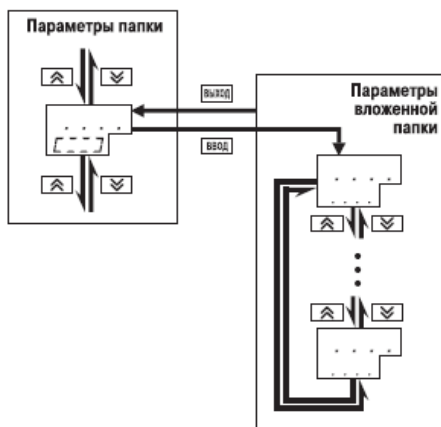 Параметры папки
выход
ввод
Параметры
вложенной
папки